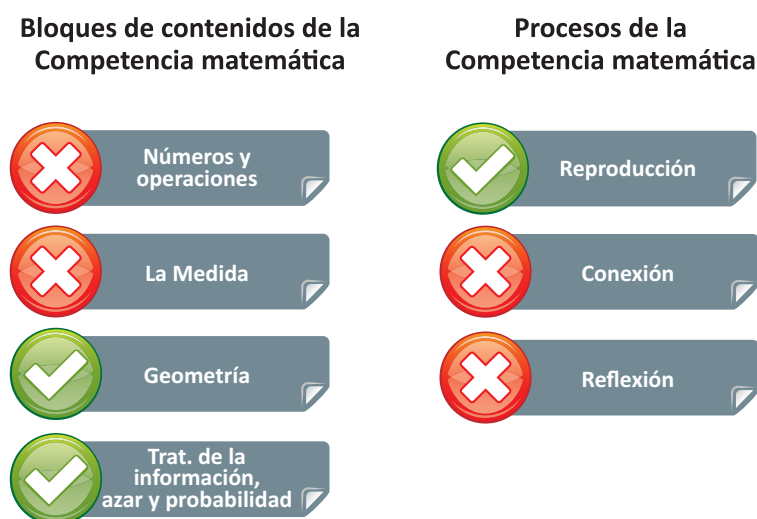 Bloques de contenidos de la
Competencia matemática
Números y
operaciones
La Medida
Geometría
Trat. de la
información,
azar y probabilidad
Procesos de la
Competencia matemática
Reproducción
Conexión
Reflexión